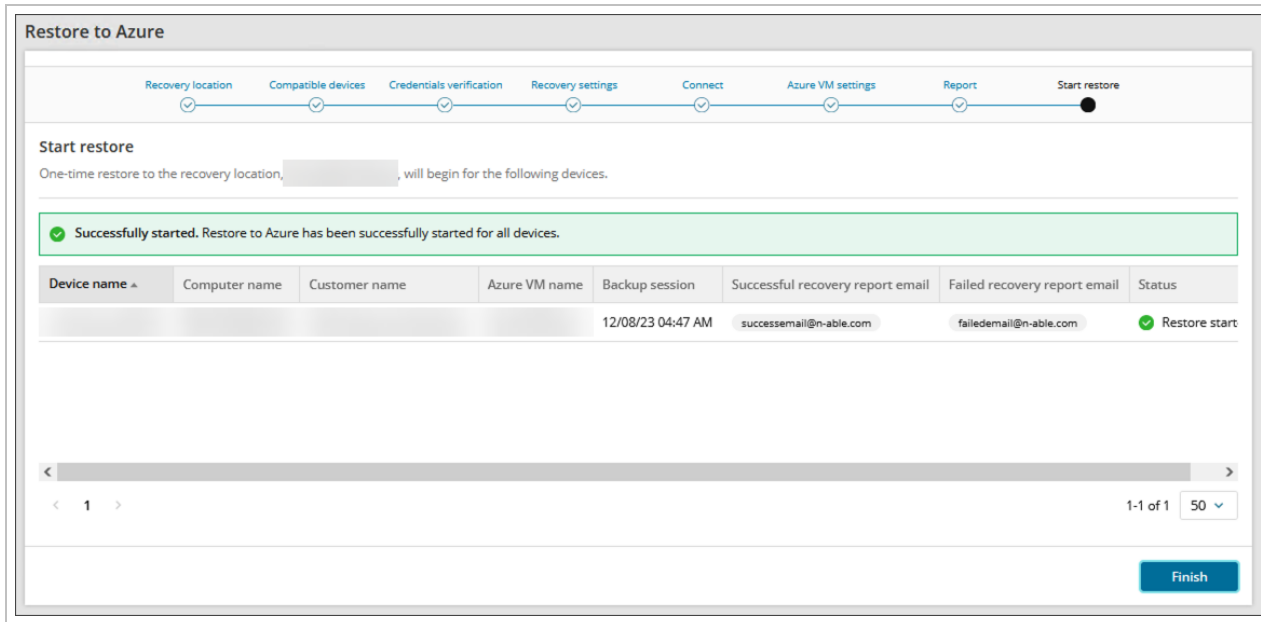 Restore to Azure
Recovery location Compatible devices Credentials verification Recovery settings Connect Azure VM settings Report Start restore
Start restore
One-time restore to the recovery location, , will begin for the following devices.
Successfully started. Restore to Azure has been successfully started for all devices.
Device name Computer name Customer name Azure VM name Backup session Successful recovery report email Failed recovery report email Status
12/08/23 04:47 AM successemail@n-able.com failedemail@n-able.com Restore start
1
1-1 of 1 50
Finish